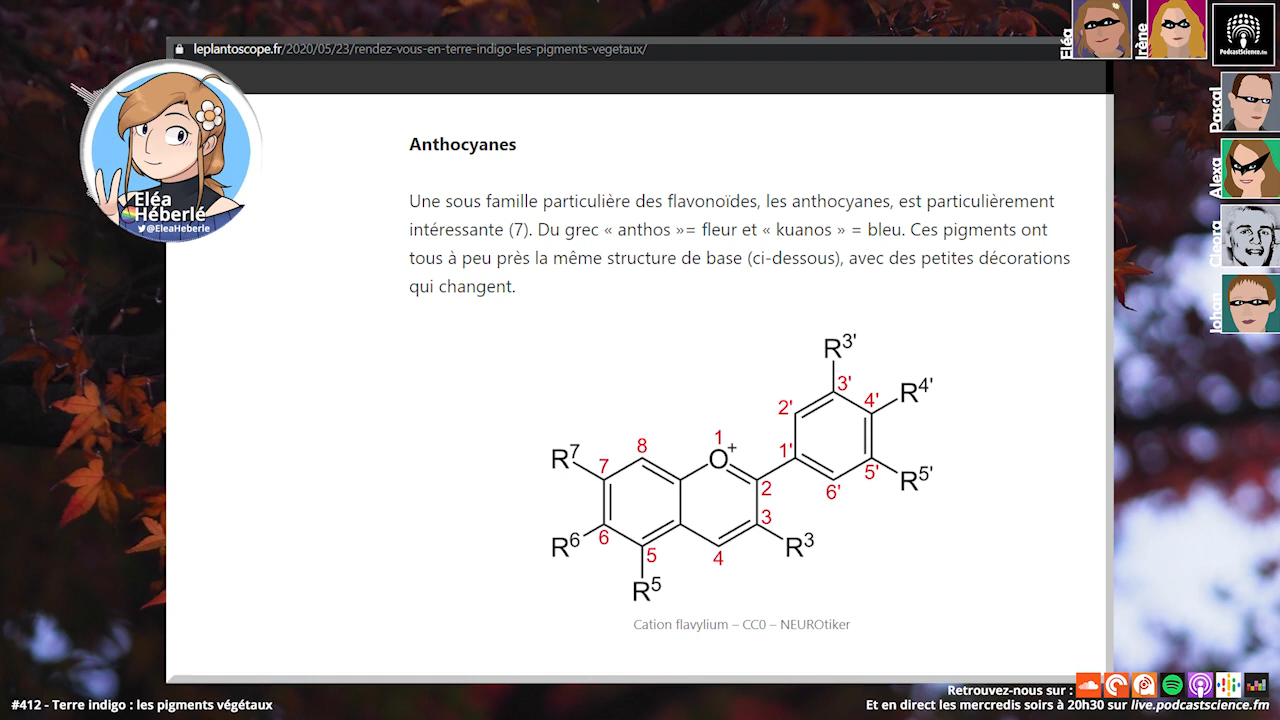 leplantoscope.fr/2020/05/23/rendez-vous-en-terre-indigo-les-pigments-vegetaux/
Eléa
Irène
PodcastScience.fm
Pascal
Alexa
Cleora
Johan
Eléa
Héberlé
@EleaHeberle
Anthocyanes
Une sous famille particulière des flavonoïdes, les anthocyanes, est particulièrement
intéressante (7). Du grec « anthos »= fleur et « kuanos » = bleu. Ces pigments ont
tous à peu près la même structure de base (ci-dessous), avec des petites décorations
qui changent.
R3'
3'
R4'
4'
2'
1'
5'
R5'
6'
1
O+
8
R7
7
2
3
R3
6
R6
5
4
R5
Cation flavylium – CC0 – NEUROtiker
Retrouvez-nous sur :
#412 - Terre indigo : les pigments végétaux
Et en direct les mercredis soirs à 20h30 sur live.podcastscience.fm